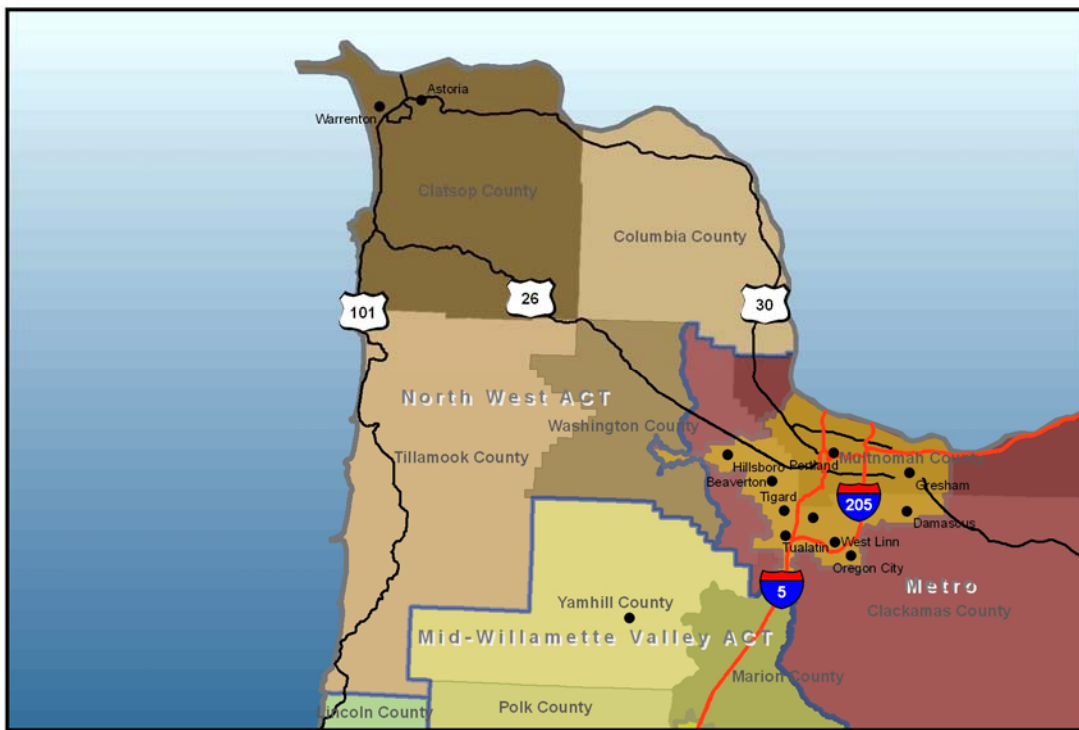 Astoria
Warrenton
Clatsop County
Columbia County
101
26
30
North West ACT
Washington County
Tillamook County
Hillsboro
Portland
Multnomah County
Beaverton
Gresham
Tigard
205
Damascus
Tualatin
West Linn
Oregon City
Metro
5
Yamhill County
Clackamas County
Mid-Willamette Valley ACT
Marion County
Lincoln County
Polk County